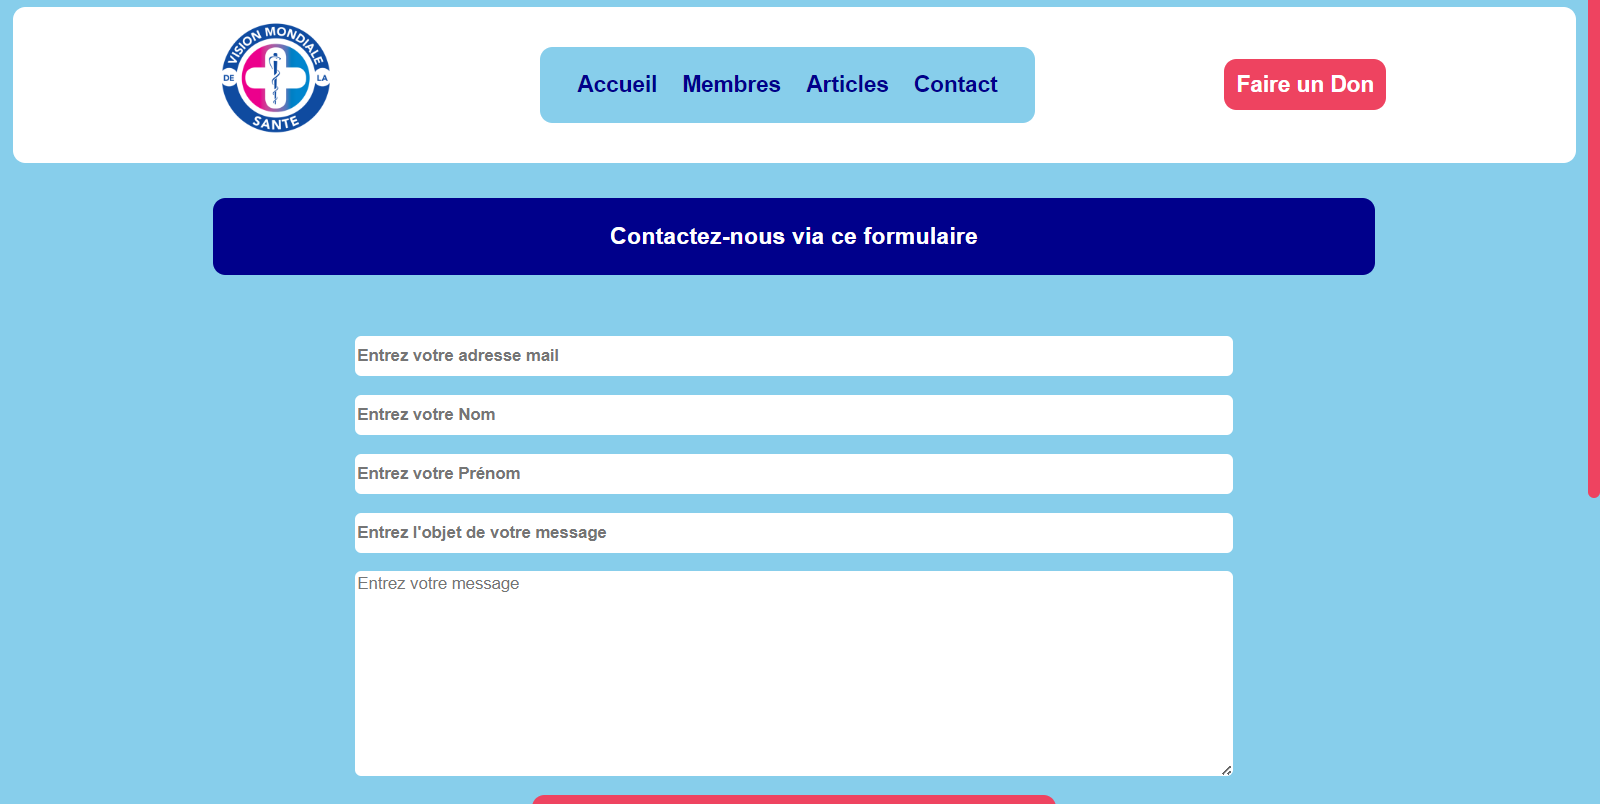 VISION MONDIALE
DE LA
SANTE
Accueil Membres Articles Contact
Faire un Don
Contactez-nous via ce formulaire
Entrez votre adresse mail
Entrez votre Nom
Entrez votre Prénom
Entrez l'objet de votre message
Entrez votre message